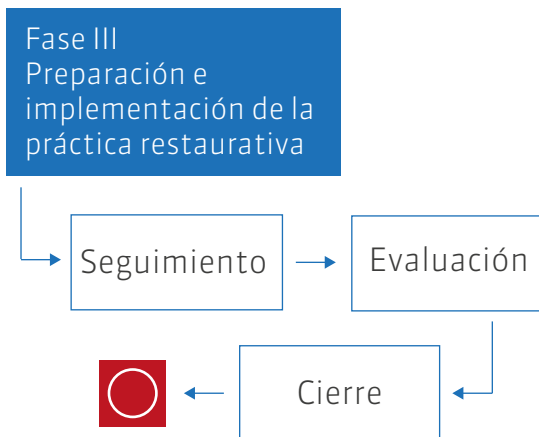 Fase III
Preparación e
implementación de la
práctica restaurativa
Seguimiento
Evaluación
Cierre